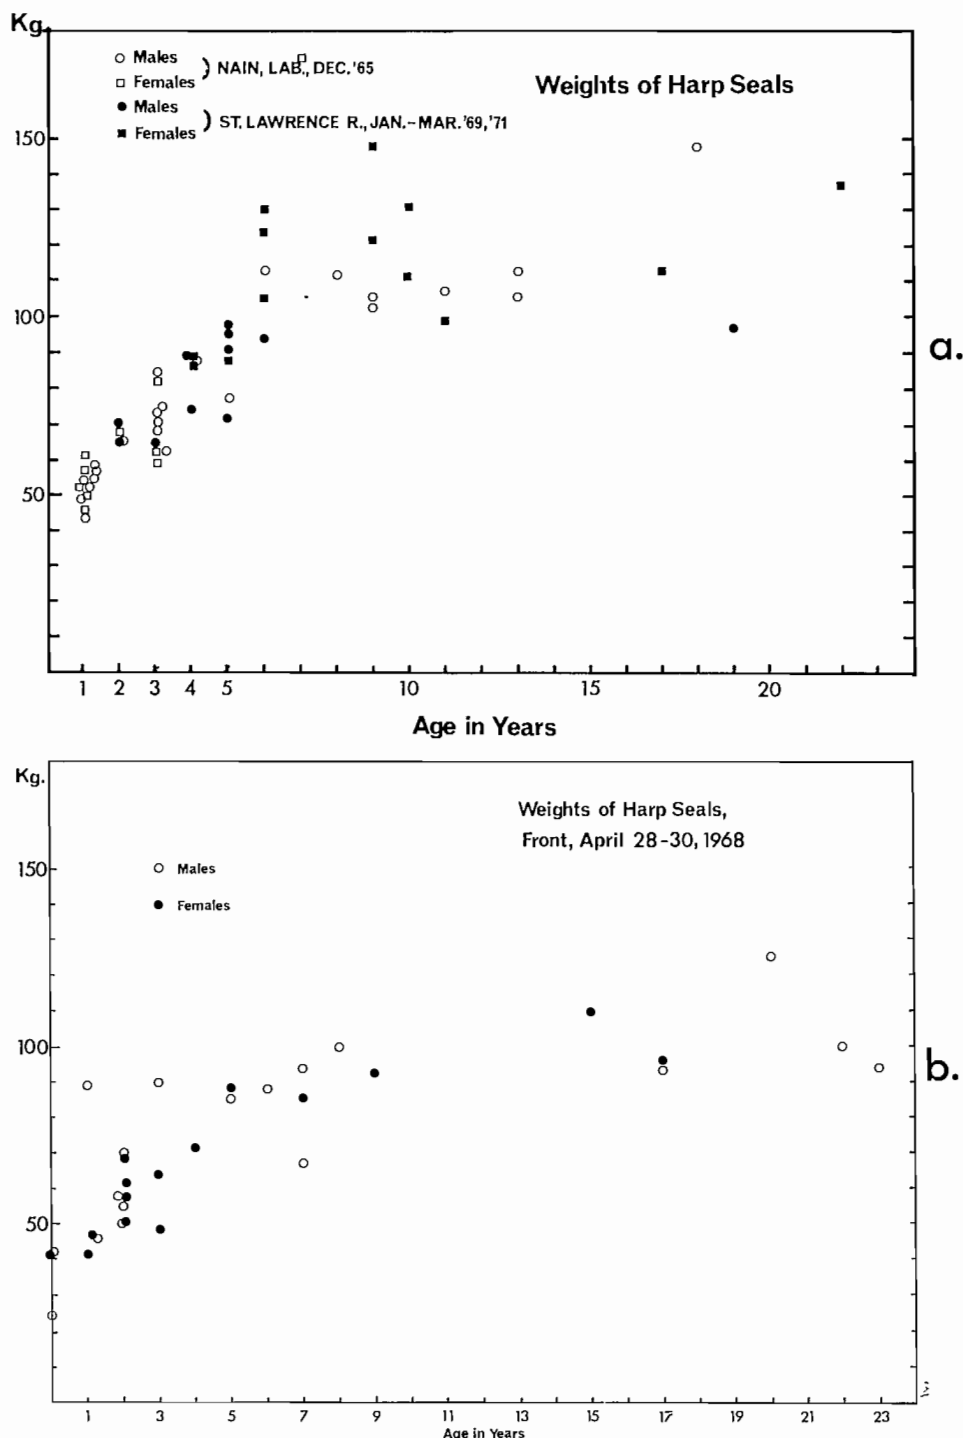 Kg.
Males
NAIN, LAB., DEC.'65
Females
Weights of Harp Seals
Males
ST. LAWRENCE R., JAN.-- MAR.'69,'71
Females
150
100
a.
50
1 2 3 4 5 10 15 20
Age in Years
Kg.
Weights of Harp Seals,
Front, April 28-30, 1968
150
Males
Females
100
b.
50
1 3 5 7 9 11 13 15 17 19 21 23
Age in Years